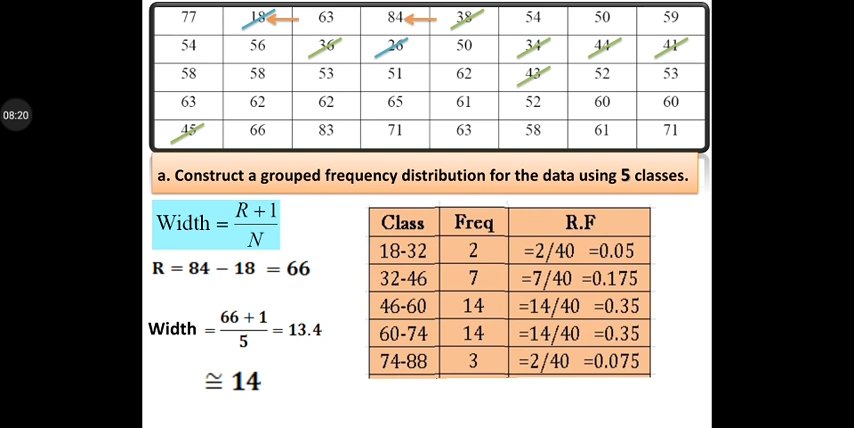 77 18 63 84 38 54 50 59
54 56 36 26 50 34 44 41
58 58 53 51 62 43 52 53
08:20
63 62 62 65 61 52 60 60
45 66 83 71 63 58 61 71
a. Construct a grouped frequency distribution for the data using 5 classes.
Width = R + 1 / N
R = 84 − 18 = 66
Width = 66 + 1 / 5 = 13.4
≅ 14
Class Freq R.F
18-32 2 =2/40 =0.05
32-46 7 =7/40 =0.175
46-60 14 =14/40 =0.35
60-74 14 =14/40 =0.35
74-88 3 =2/40 =0.075